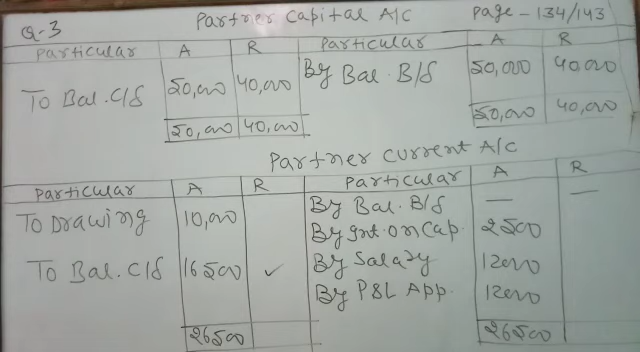 Q-3 Partner Capital A/C Page - 134/143
Particular A R Particular A R
To Bal. C/S 50,000 40,000 By Bal. B/S 50,000 40,000
50,000 40,000 50,000 40,000
Partner Current A/C
Particular A R Particular A R
To Drawing 10,000 By Bal. B/S — —
By Int. on Cap. 2500
To Bal. C/S 16500 ✓ By Salary 12000
By P&L App. 12000
26500 26500